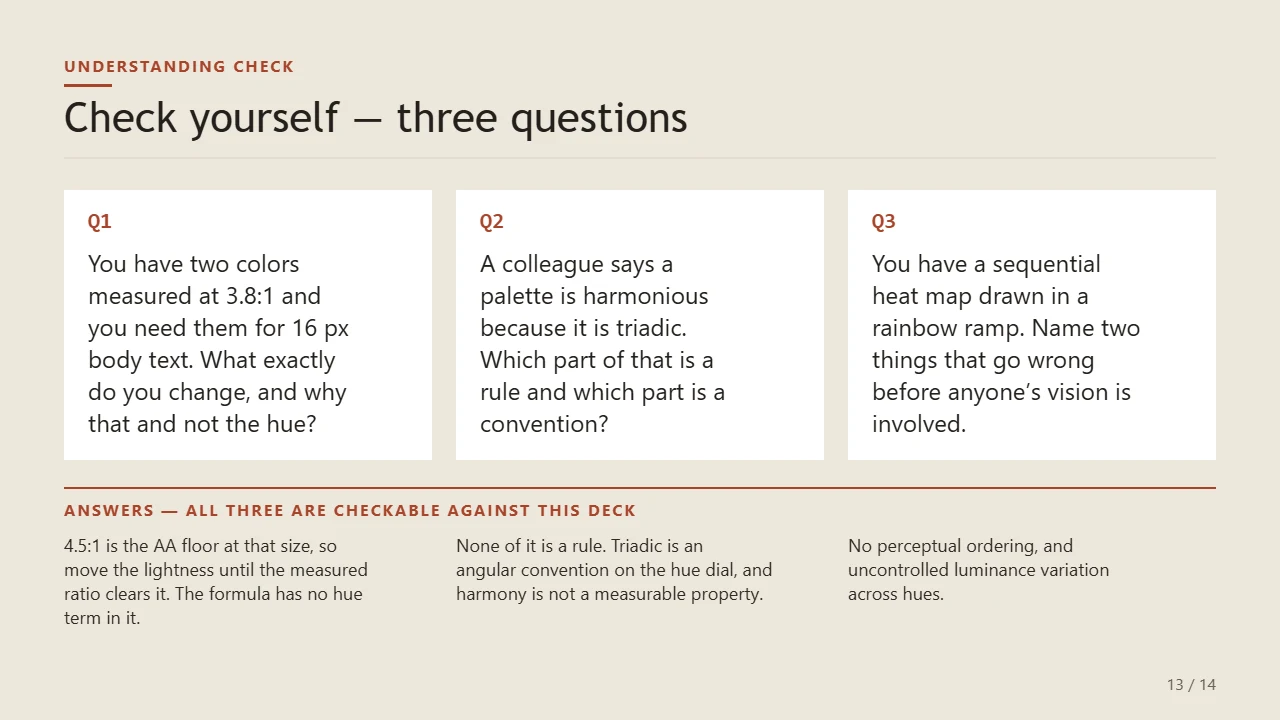 UNDERSTANDING CHECK
Check yourself — three questions
Q1
You have two colors
measured at 3.8:1 and
you need them for 16 px
body text. What exactly
do you change, and why
that and not the hue?
Q2
A colleague says a
palette is harmonious
because it is triadic.
Which part of that is a
rule and which part is a
convention?
Q3
You have a sequential
heat map drawn in a
rainbow ramp. Name two
things that go wrong
before anyone’s vision is
involved.
ANSWERS — ALL THREE ARE CHECKABLE AGAINST THIS DECK
4.5:1 is the AA floor at that size, so
move the lightness until the measured
ratio clears it. The formula has no hue
term in it.
None of it is a rule. Triadic is an
angular convention on the hue dial, and
harmony is not a measurable property.
No perceptual ordering, and
uncontrolled luminance variation
across hues.
13 / 14